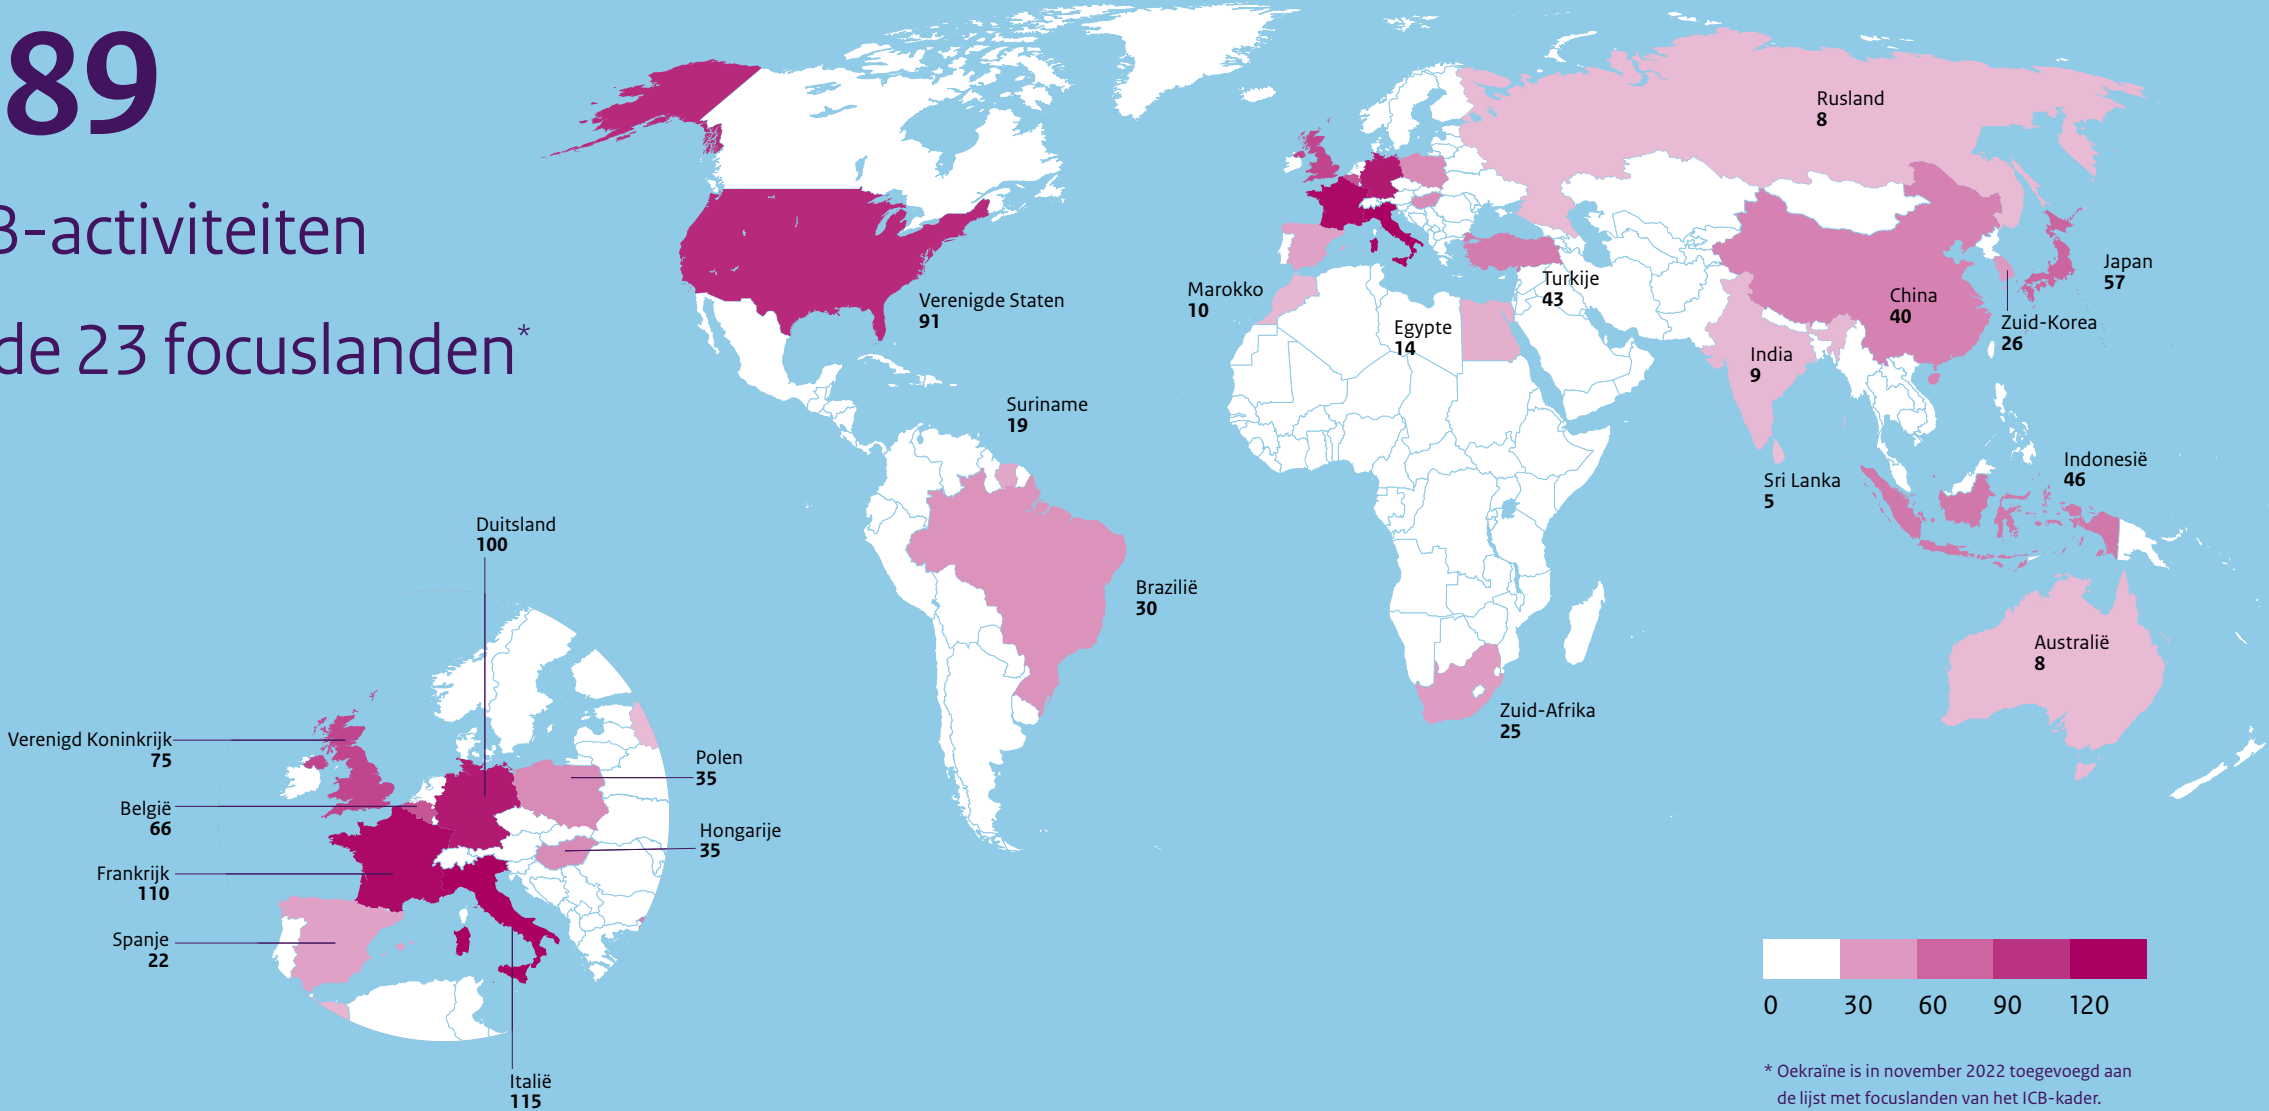 89
B-activiteiten
de 23 focuslanden*
Rusland
8
Japan
57
Verenigde Staten
91
Marokko
10
Turkije
43
China
40
Zuid-Korea
26
Egypte
14
India
9
Suriname
19
Sri Lanka
5
Indonesië
46
Duitsland
100
Brazilië
30
Australië
8
Zuid-Afrika
25
Verenigd Koninkrijk
75
Polen
35
België
66
Hongarije
35
Frankrijk
110
Spanje
22
Italië
115
0 30 60 90 120
* Oekraïne is in november 2022 toegevoegd aan
de lijst met focuslanden van het ICB-kader.